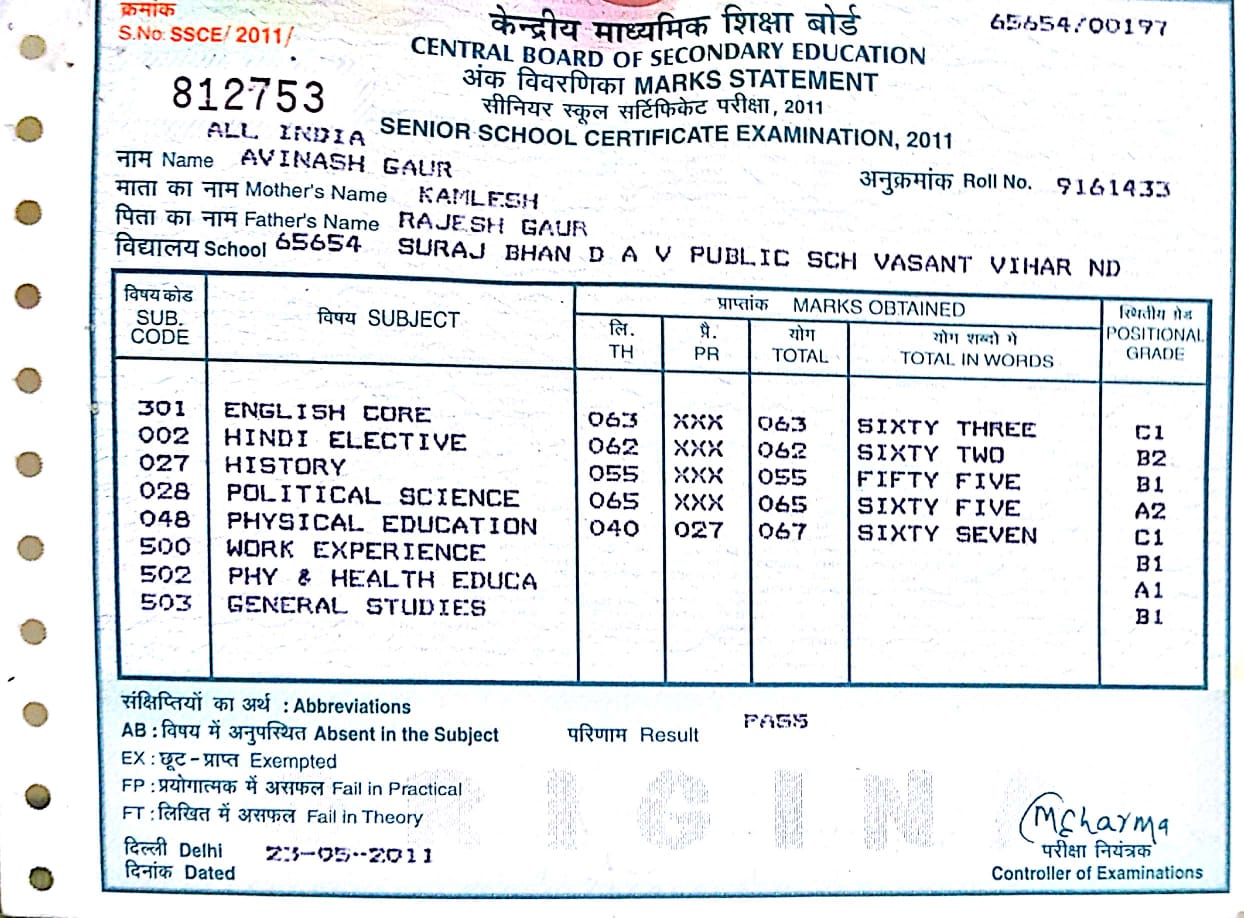 क्रमांक
S.No. SSCE/ 2011/
65654/00197
केन्द्रीय माध्यमिक शिक्षा बोर्ड
CENTRAL BOARD OF SECONDARY EDUCATION
अंक विवरणिका MARKS STATEMENT
812753
सीनियर स्कूल सर्टिफिकेट परीक्षा, 2011
ALL INDIA SENIOR SCHOOL CERTIFICATE EXAMINATION, 2011
नाम Name AVINASH GAUR
अनुक्रमांक Roll No. 9161433
माता का नाम Mother's Name KAMLESH
पिता का नाम Father's Name RAJESH GAUR
विद्यालय School 65654 SURAJ BHAN D A V PUBLIC SCH VASANT VIHAR ND
विषय कोड SUB. CODE
विषय SUBJECT
प्राप्तांक MARKS OBTAINED
लि. TH
प्रै. PR
योग TOTAL
योग शब्दो मे TOTAL IN WORDS
स्थितीय ग्रेड POSITIONAL GRADE
301 ENGLISH CORE 063 XXX 063 SIXTY THREE C1
002 HINDI ELECTIVE 062 XXX 062 SIXTY TWO B2
027 HISTORY 055 XXX 055 FIFTY FIVE B1
028 POLITICAL SCIENCE 065 XXX 065 SIXTY FIVE A2
048 PHYSICAL EDUCATION 040 027 067 SIXTY SEVEN C1
500 WORK EXPERIENCE B1
502 PHY & HEALTH EDUCA A1
503 GENERAL STUDIES B1
संक्षिप्तियों का अर्थ : Abbreviations
AB : विषय में अनुपस्थित Absent in the Subject
परिणाम Result PASS
EX : छूट - प्राप्त Exempted
FP : प्रयोगात्मक में असफल Fail in Practical
FT : लिखित में असफल Fail in Theory
RIGINA
दिल्ली Delhi 23-05-2011
दिनांक Dated
परीक्षा नियंत्रक
Controller of Examinations